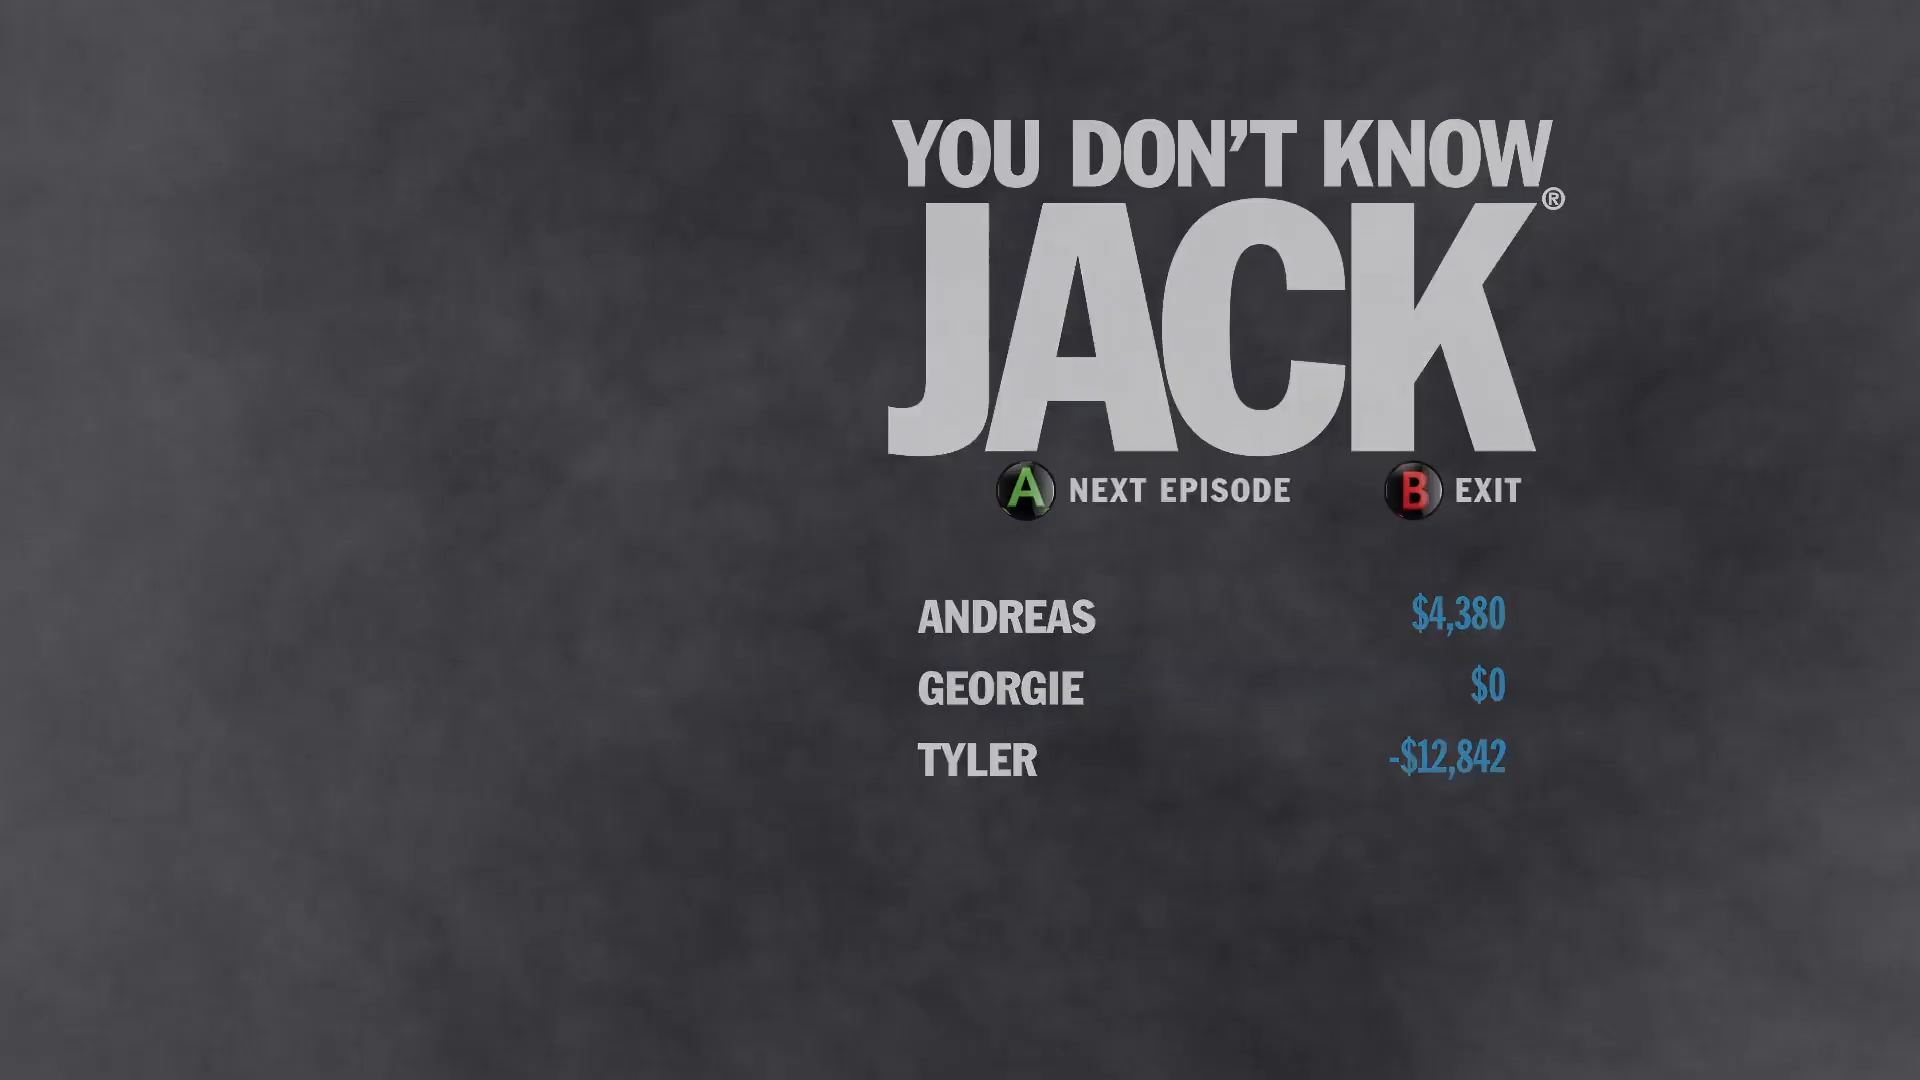 YOU DON'T KNOW
JACK®
A NEXT EPISODE B EXIT
ANDREAS $4,380
GEORGIE $0
TYLER -$12,842